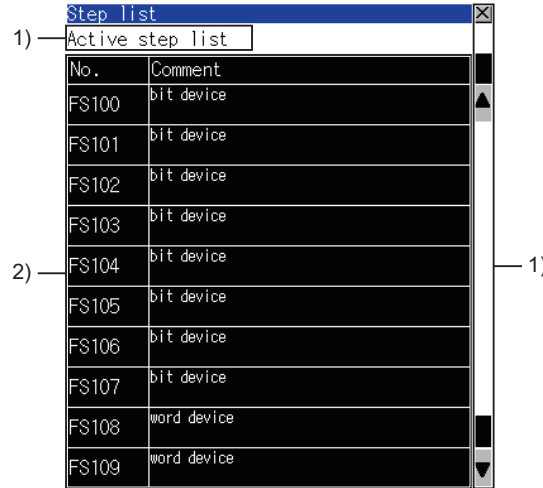 Step list
1) Active step list
No. Comment
FS100 bit device
FS101 bit device
FS102 bit device
FS103 bit device
2) FS104 bit device 1)
FS105 bit device
FS106 bit device
FS107 bit device
FS108 word device
FS109 word device